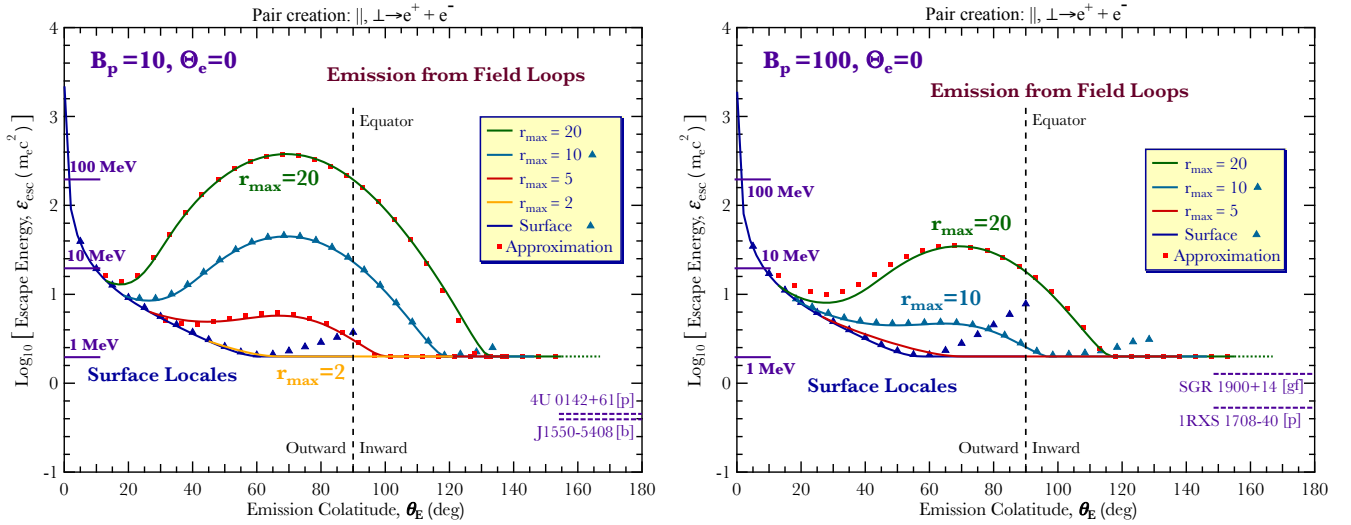 Pair creation: ||, ⊥→e⁺ + e⁻
B_p=10, Θ_e=0
Emission from Field Loops
Equator
r_max = 20
r_max = 10
r_max = 5
r_max = 2
Surface
Approximation
100 MeV
r_max=20
10 MeV
1 MeV
Surface Locales
r_max=2
4U 0142+61[p]
J1550-5408[b]
Outward
Inward
Log₁₀ [ Escape Energy, ε_esc ( m_e c² ) ]
4
3
2
1
0
-1
0 20 40 60 80 100 120 140 160 180
Emission Colatitude, θ_E (deg)
Pair creation: ||, ⊥→e⁺ + e⁻
B_p=100, Θ_e=0
Emission from Field Loops
Equator
r_max = 20
r_max = 10
r_max = 5
Surface
Approximation
100 MeV
r_max=20
10 MeV
r_max=10
1 MeV
Surface Locales
SGR 1900+14 [gf]
1RXS 1708-40 [p]
Outward
Inward
Log₁₀ [ Escape Energy, ε_esc ( m_e c² ) ]
4
3
2
1
0
-1
0 20 40 60 80 100 120 140 160 180
Emission Colatitude, θ_E (deg)